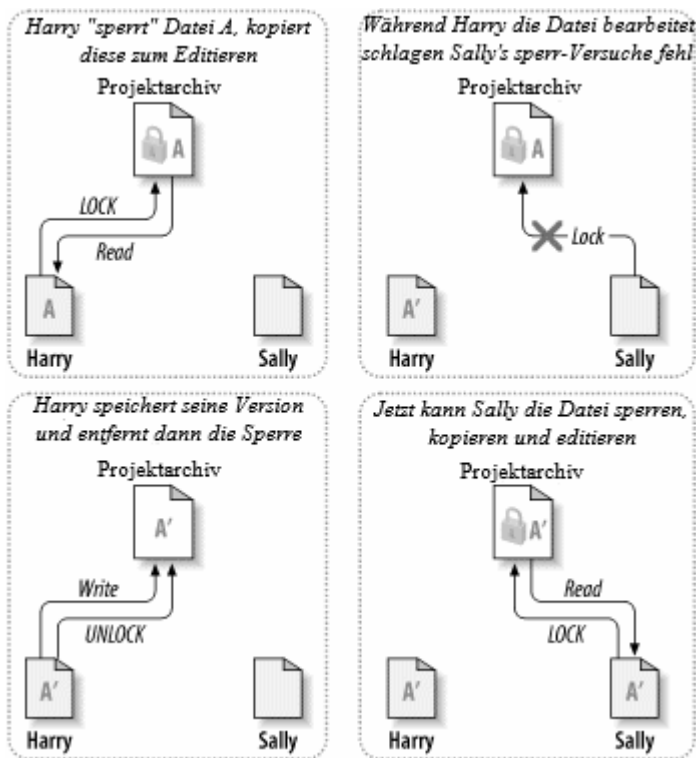 Harry "sperrt" Datei A, kopiert
diese zum Editieren
Projektarchiv
A
LOCK
Read
A
Harry
Sally
Während Harry die Datei bearbeitet
schlagen Sally's sperr-Versuche fehl
Projektarchiv
A
Lock
A′
Harry
Sally
Harry speichert seine Version
und entfernt dann die Sperre
Projektarchiv
A′
Write
UNLOCK
A′
Harry
Sally
Jetzt kann Sally die Datei sperren,
kopieren und editieren
Projektarchiv
A′
Read
LOCK
A′
A′
Harry
Sally